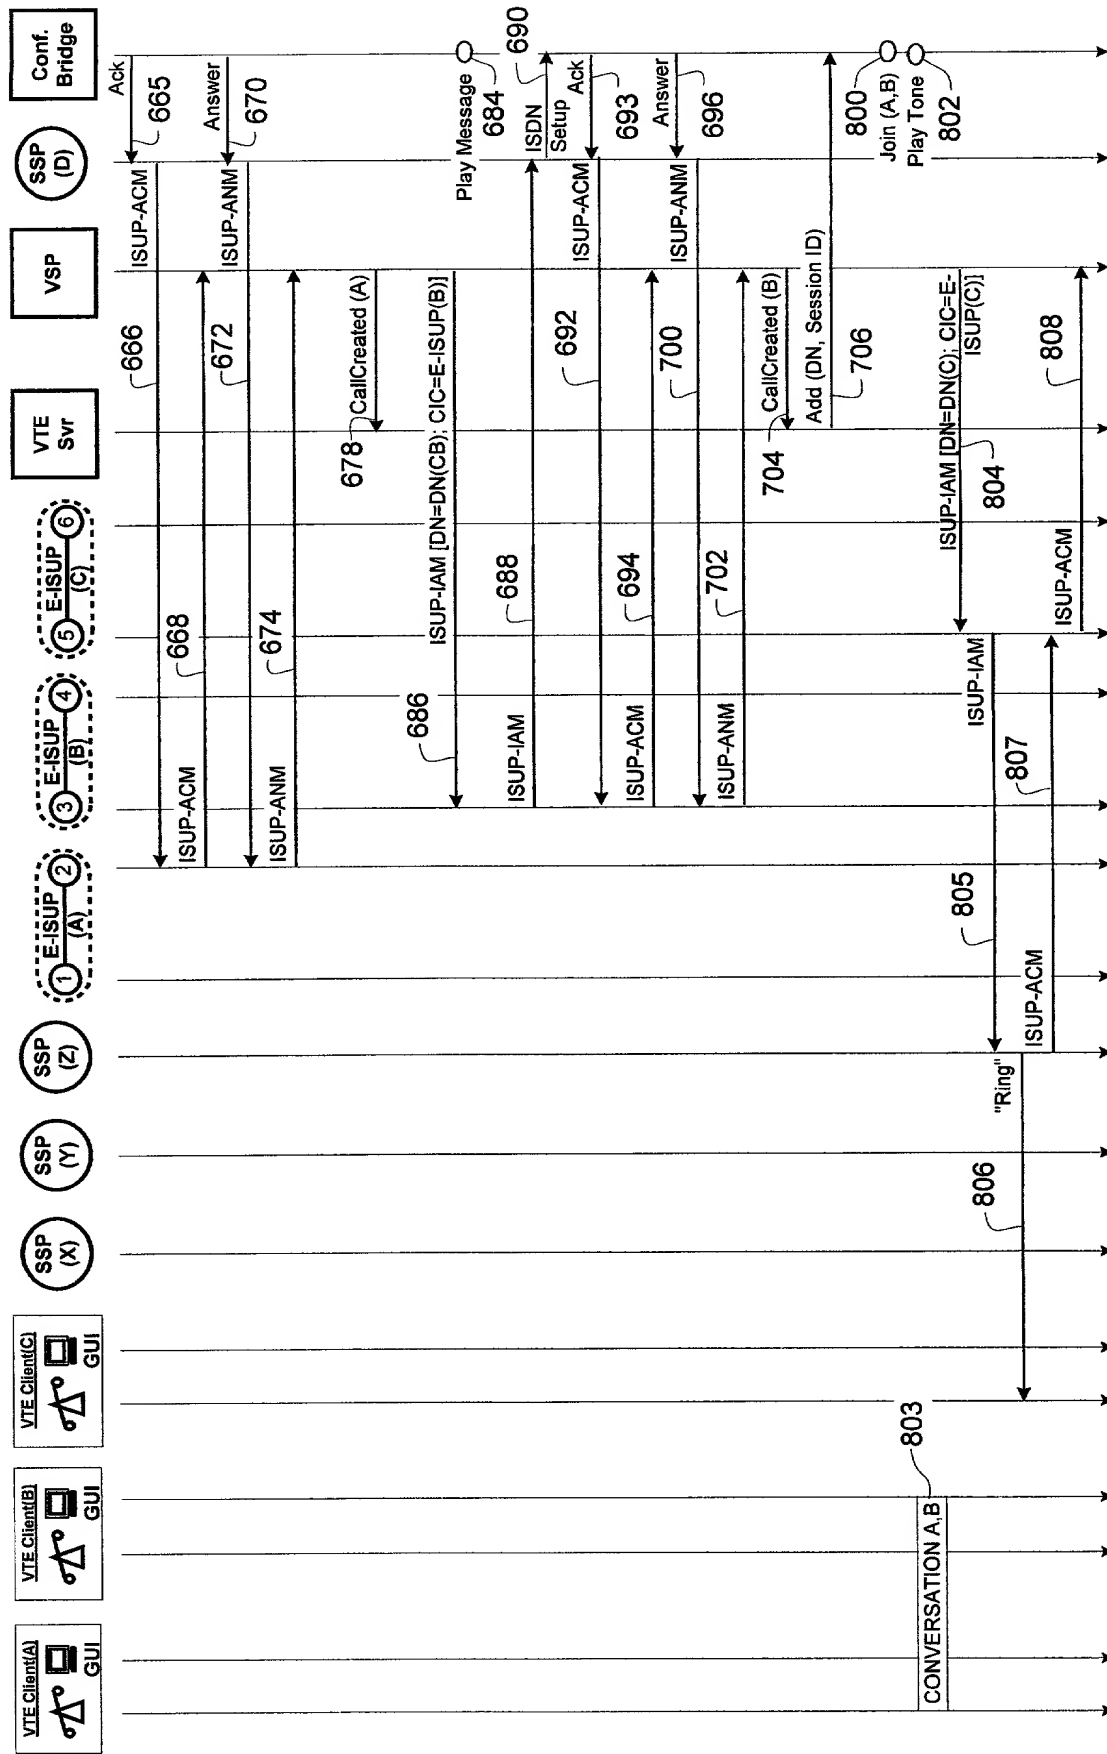 VTE Client(A)
GUI
VTE Client(B)
GUI
VTE Client(C)
GUI
SSP
(X)
SSP
(Y)
SSP
(Z)
1
E-ISUP
(A)
2
3
E-ISUP
(B)
4
5
E-ISUP
(C)
6
VTE
Svr
VSP
SSP
(D)
Conf.
Bridge
Ack
665
ISUP-ACM
666
ISUP-ACM
668
Answer
670
ISUP-ANM
672
ISUP-ANM
674
CallCreated (A)
678
Play Message
684
ISUP-IAM [DN=DN(CB); CIC=E-ISUP(B)]
686
ISUP-IAM
688
ISDN
Setup
690
Ack
693
ISUP-ACM
692
ISUP-ACM
694
Answer
696
ISUP-ANM
700
ISUP-ANM
702
CallCreated (B)
704
Add (DN, Session ID)
706
Join (A,B)
800
Play Tone
802
CONVERSATION A,B
803
ISUP-IAM [DN=DN(C); CIC=E-
ISUP(C)]
804
ISUP-IAM
805
"Ring"
806
ISUP-ACM
807
ISUP-ACM
808